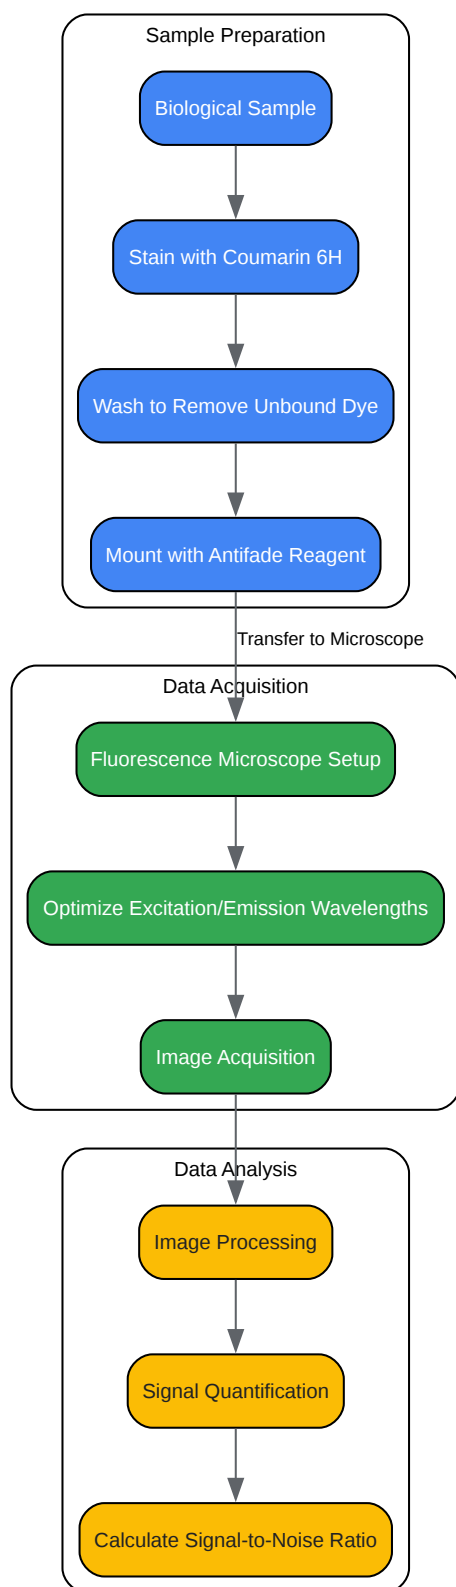 Sample Preparation
Biological Sample
Stain with Coumarin 6H
Wash to Remove Unbound Dye
Mount with Antifade Reagent
Transfer to Microscope
Data Acquisition
Fluorescence Microscope Setup
Optimize Excitation/Emission Wavelengths
Image Acquisition
Data Analysis
Image Processing
Signal Quantification
Calculate Signal-to-Noise Ratio